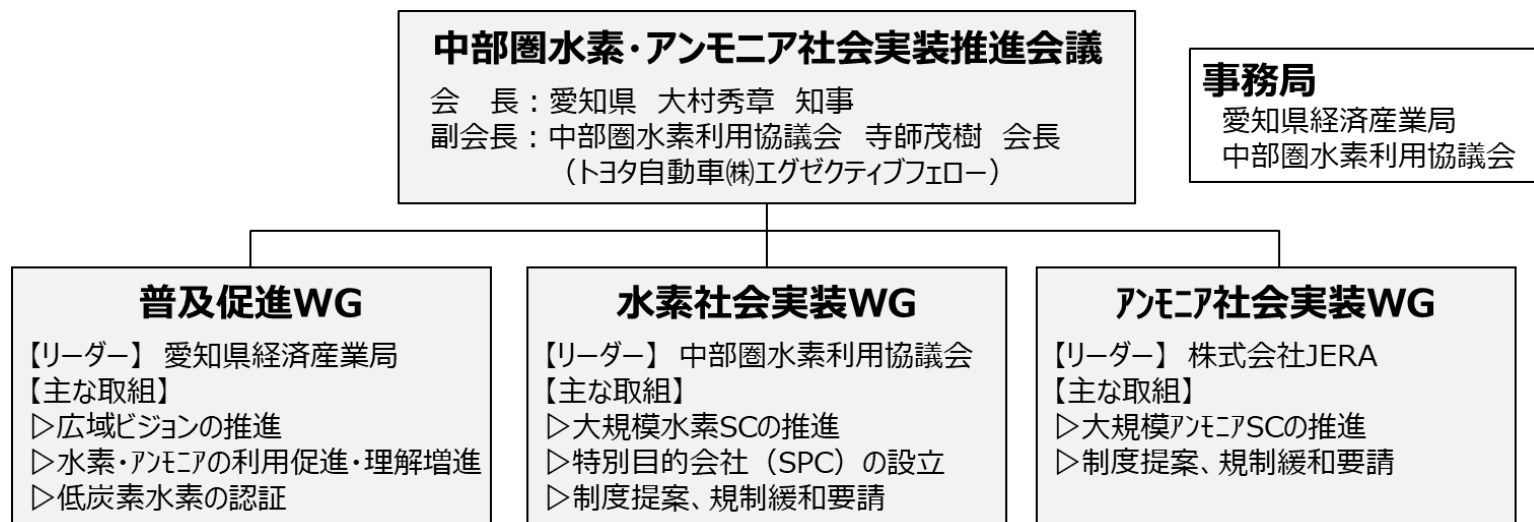 中部圏水素・アンモニア社会実装推進会議
会　長：愛知県　大村秀章　知事
副会長：中部圏水素利用協議会　寺師茂樹　会長
（トヨタ自動車㈱エグゼクティブフェロー）
事務局
愛知県経済産業局
中部圏水素利用協議会
普及促進WG
【リーダー】 愛知県経済産業局
【主な取組】
▷広域ビジョンの推進
▷水素・アンモニアの利用促進・理解増進
▷低炭素水素の認証
水素社会実装WG
【リーダー】 中部圏水素利用協議会
【主な取組】
▷大規模水素SCの推進
▷特別目的会社（SPC）の設立
▷制度提案、規制緩和要請
アンモニア社会実装WG
【リーダー】 株式会社JERA
【主な取組】
▷大規模アンモニアSCの推進
▷制度提案、規制緩和要請